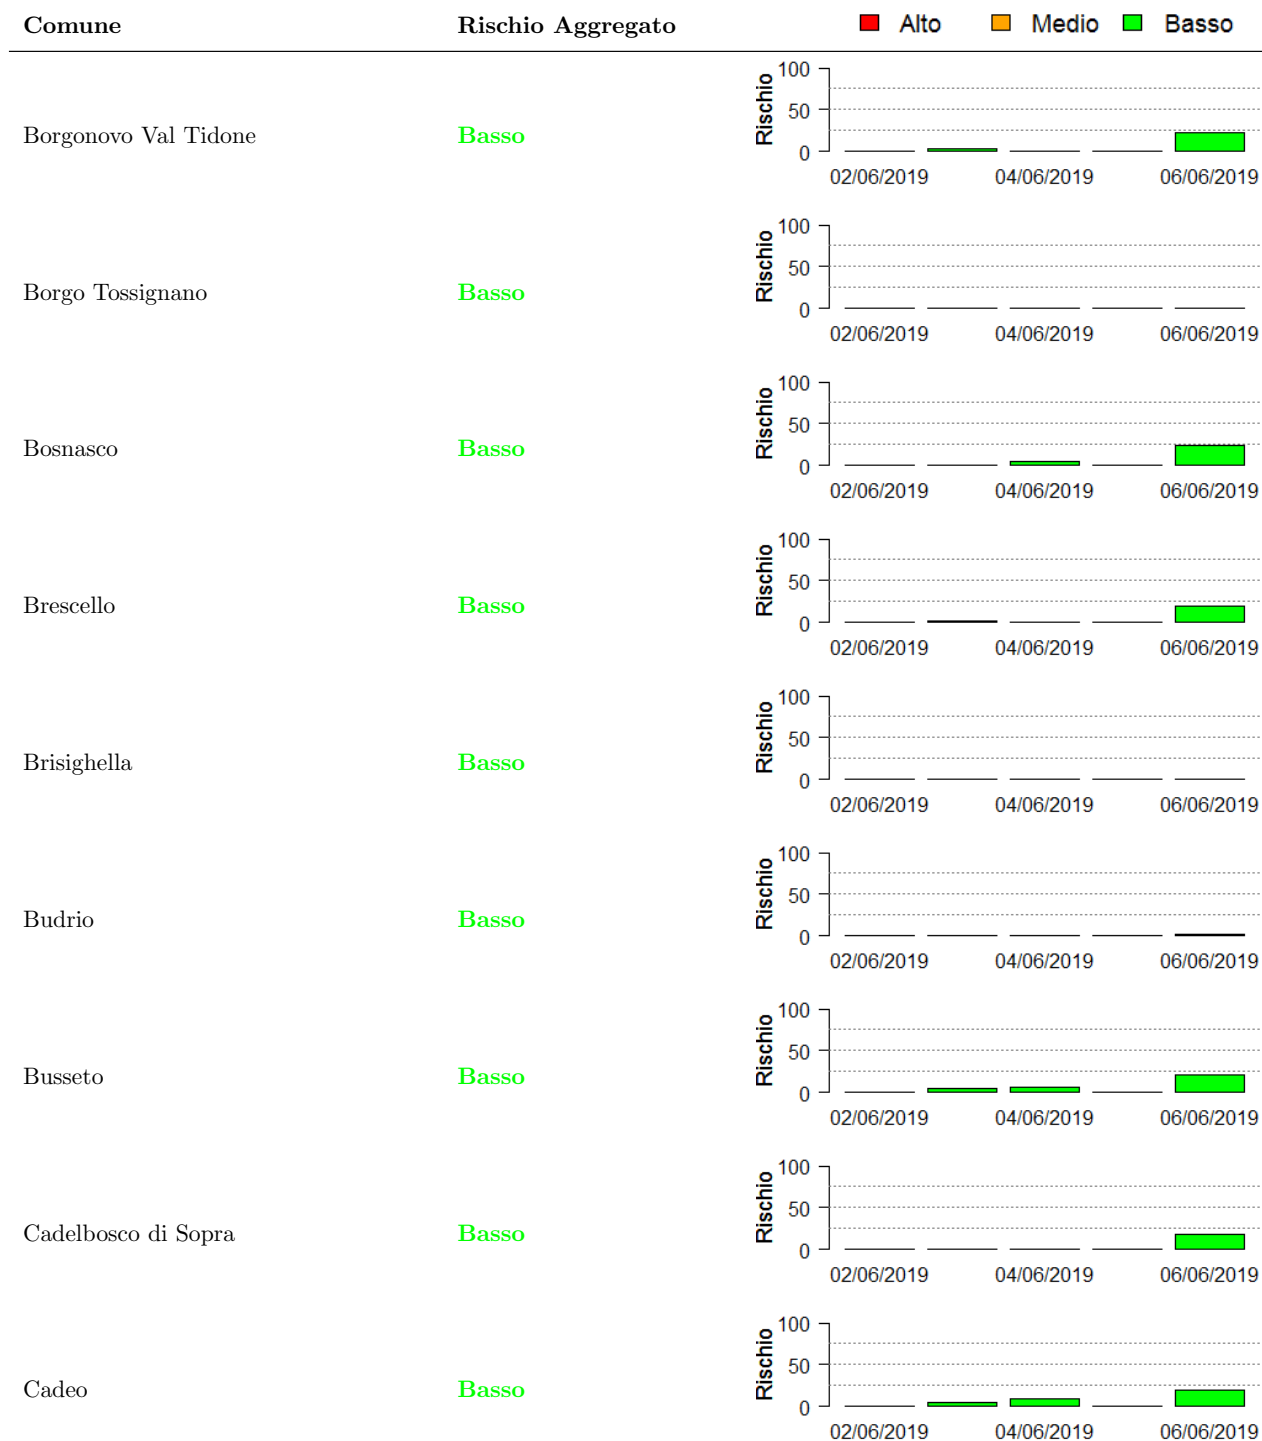 Comune Rischio Aggregato Alto Medio Basso
100
50
0
Rischio
Borgonovo Val Tidone Basso
02/06/2019 04/06/2019 06/06/2019
100
50
0
Rischio
Borgo Tossignano Basso
02/06/2019 04/06/2019 06/06/2019
100
50
0
Rischio
Bosnasco Basso
02/06/2019 04/06/2019 06/06/2019
100
50
0
Rischio
Brescello Basso
02/06/2019 04/06/2019 06/06/2019
100
50
0
Rischio
Brisighella Basso
02/06/2019 04/06/2019 06/06/2019
100
50
0
Rischio
Budrio Basso
02/06/2019 04/06/2019 06/06/2019
100
50
0
Rischio
Busseto Basso
02/06/2019 04/06/2019 06/06/2019
100
50
0
Rischio
Cadelbosco di Sopra Basso
02/06/2019 04/06/2019 06/06/2019
100
50
0
Rischio
Cadeo Basso
02/06/2019 04/06/2019 06/06/2019